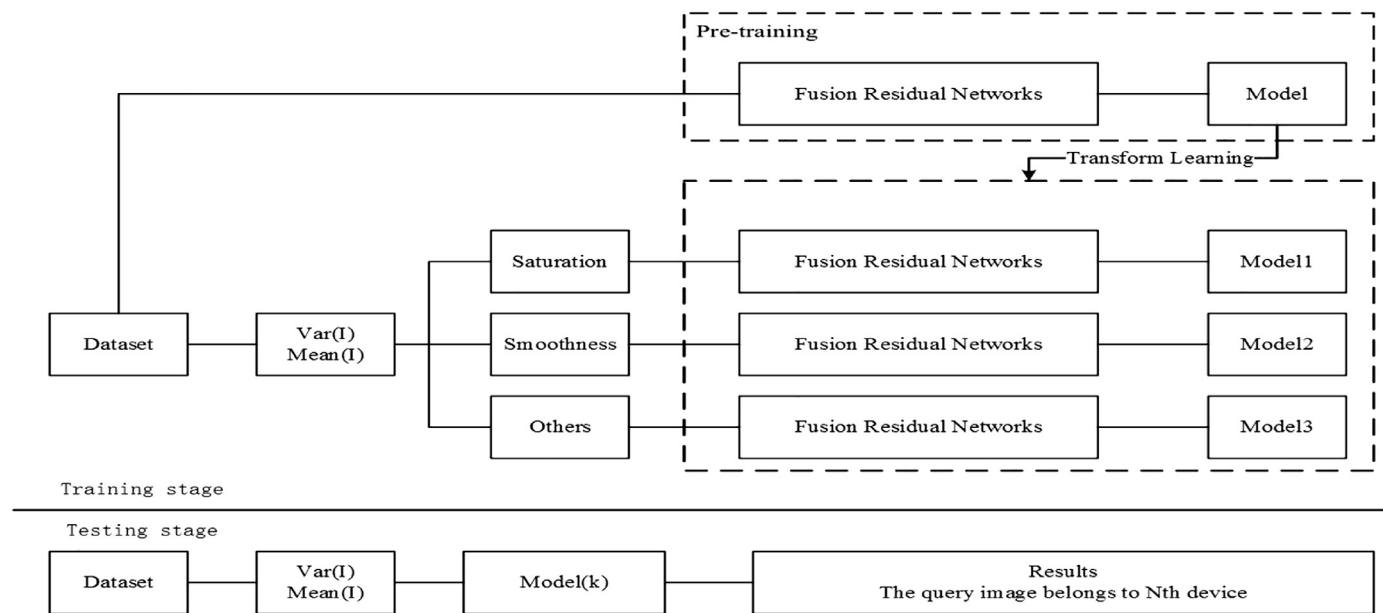 Pre-training
Fusion Residual Networks
Model
Transform Learning
Saturation
Fusion Residual Networks
Model1
Dataset
Var(I)
Mean(I)
Smoothness
Fusion Residual Networks
Model2
Others
Fusion Residual Networks
Model3
Training stage
Testing stage
Dataset
Var(I)
Mean(I)
Model(k)
Results
The query image belongs to Nth device